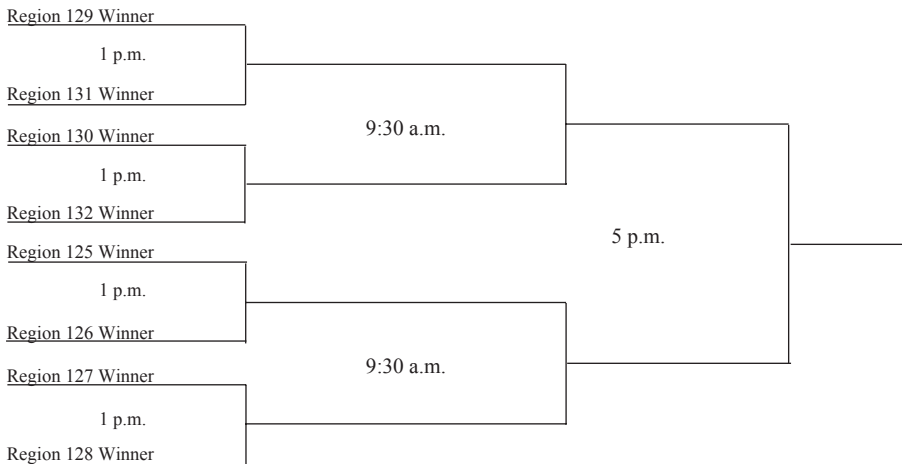 Region 129 Winner
1 p.m.
Region 131 Winner
9:30 a.m.
Region 130 Winner
1 p.m.
Region 132 Winner
5 p.m.
Region 125 Winner
1 p.m.
Region 126 Winner
9:30 a.m.
Region 127 Winner
1 p.m.
Region 128 Winner